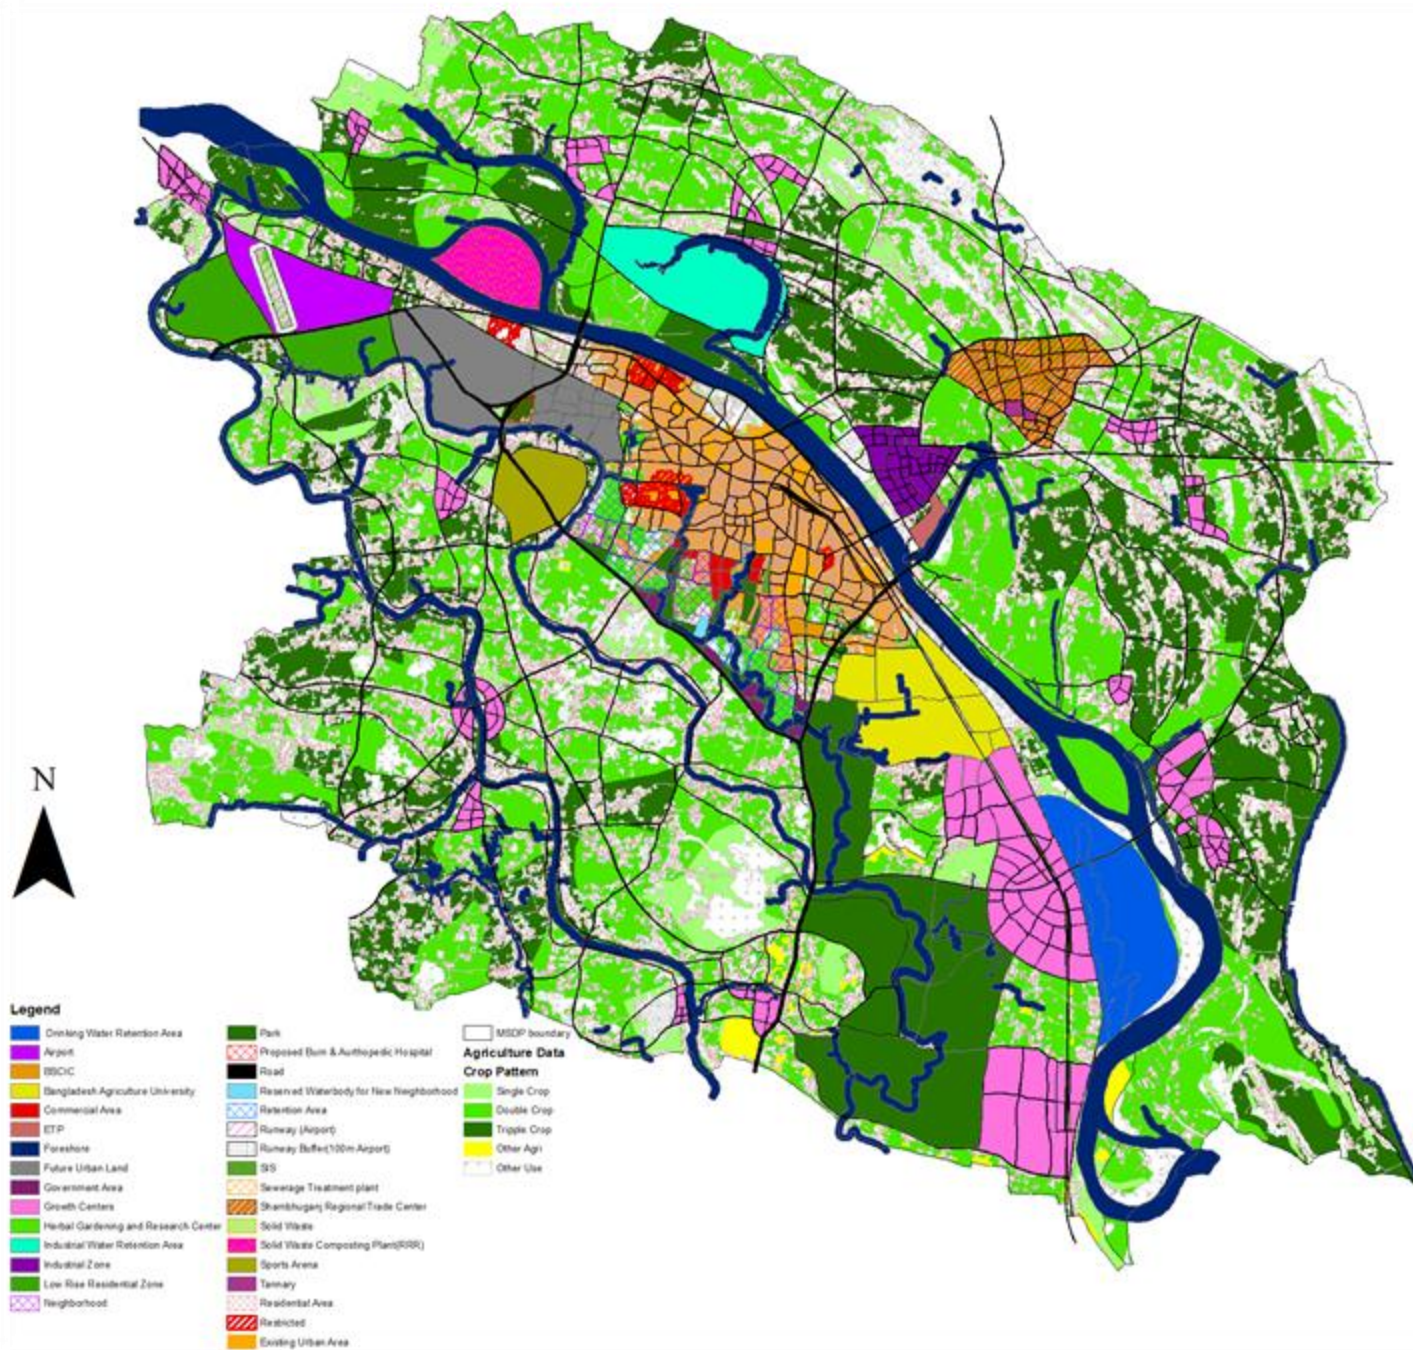 N
Legend
Drinking Water Retention Area
Airport
BSCIC
Bangladesh Agriculture University
Commercial Area
ETP
Foreshore
Future Urban Land
Government Area
Growth Centers
Herbal Gardening and Research Center
Industrial Water Retention Area
Industrial Zone
Low Rise Residential Zone
Neighborhood
Park
Proposed Burn & Aurthopedic Hospital
Road
Reserved Waterbody for New Neighborhood
Retention Area
Runway (Airport)
Runway Buffer(100m Airport)
SIS
Sewerage Treatment plant
Shambhuganj Regional Trade Center
Solid Waste
Solid Waste Composting Plant(RRR)
Sports Arena
Tannary
Residential Area
Restricted
Existing Urban Area
MSDP boundary
Agriculture Data
Crop Pattern
Single Crop
Double Crop
Tripple Crop
Other Agri
Other Use